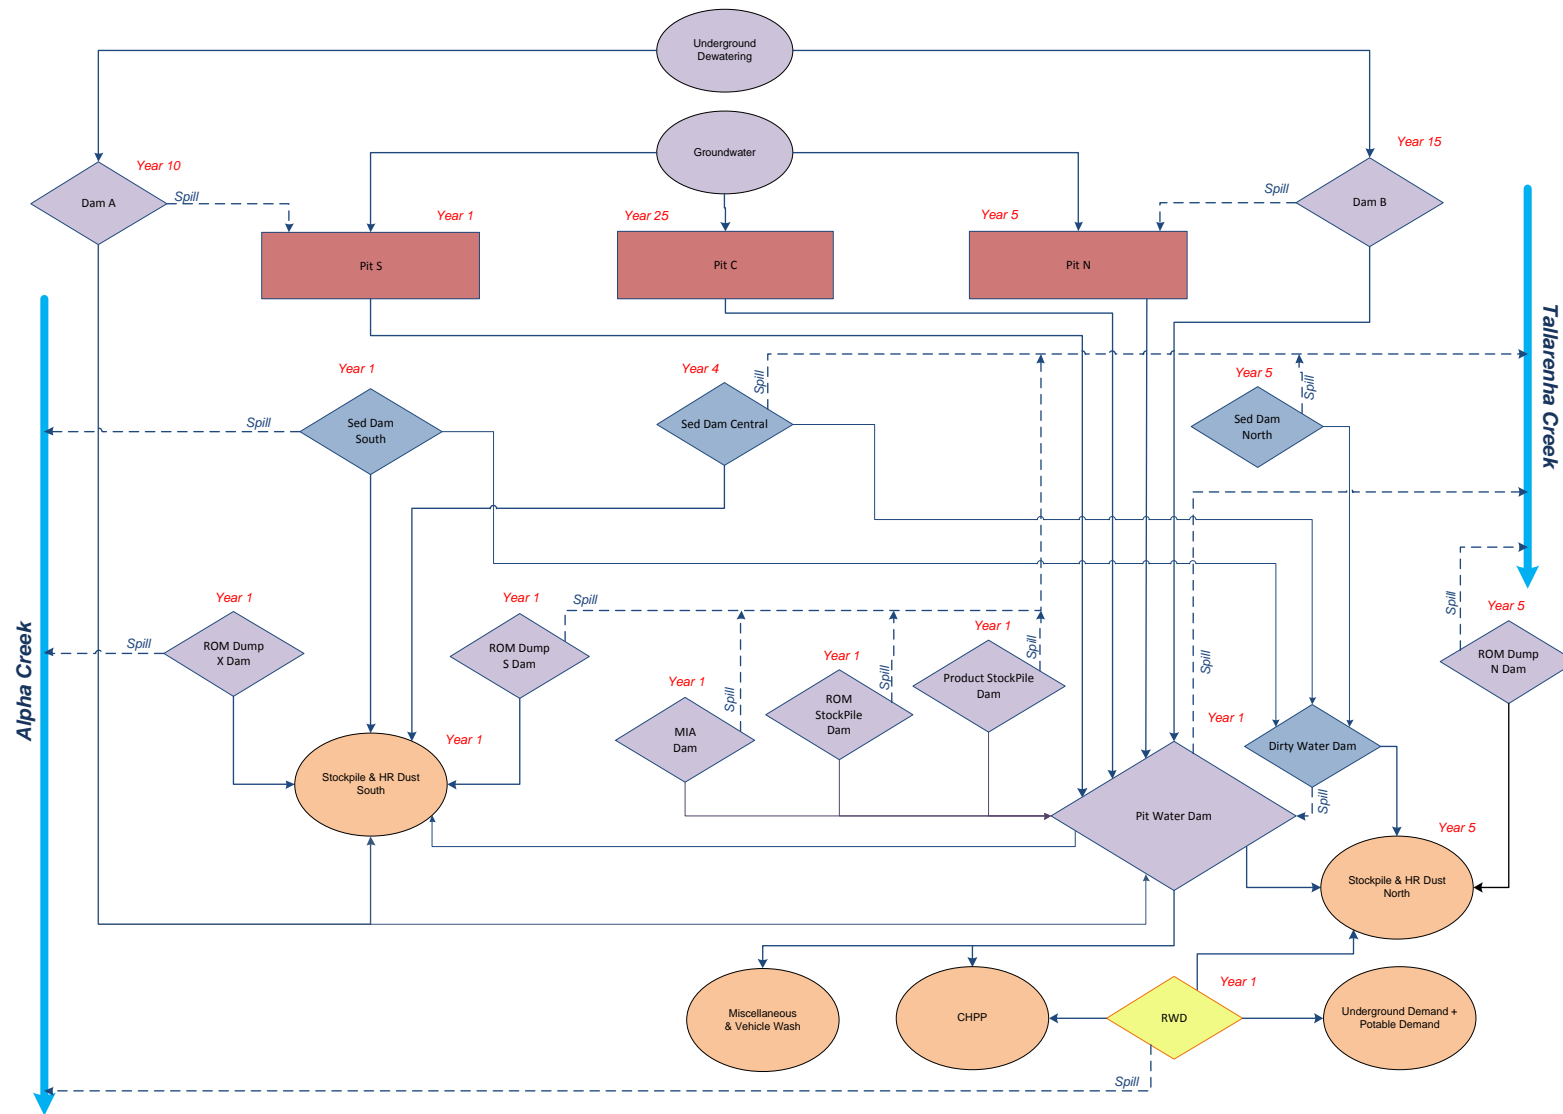 Underground
Dewatering
Groundwater
Year 10
Year 15
Dam A
Spill
Spill
Dam B
Year 1
Year 25
Year 5
Pit S
Pit C
Pit N
Tallarenha Creek
Year 1
Year 4
Year 5
Spill
Spill
Spill
Sed Dam
South
Sed Dam Central
Sed Dam
North
Alpha Creek
Year 1
Year 1
Spill
Year 1
Spill
Year 5
Spill
ROM Dump
X Dam
ROM Dump
S Dam
Spill
Spill
ROM Dump
N Dam
Year 1
Year 1
Product StockPile
Dam
Spill
Spill
ROM
StockPile
Dam
Year 1
Year 1
MIA
Dam
Dirty Water Dam
Stockpile & HR Dust
South
Spill
Pit Water Dam
Year 5
Stockpile & HR Dust
North
Year 1
Miscellaneous
& Vehicle Wash
CHPP
RWD
Underground Demand +
Potable Demand
Spill